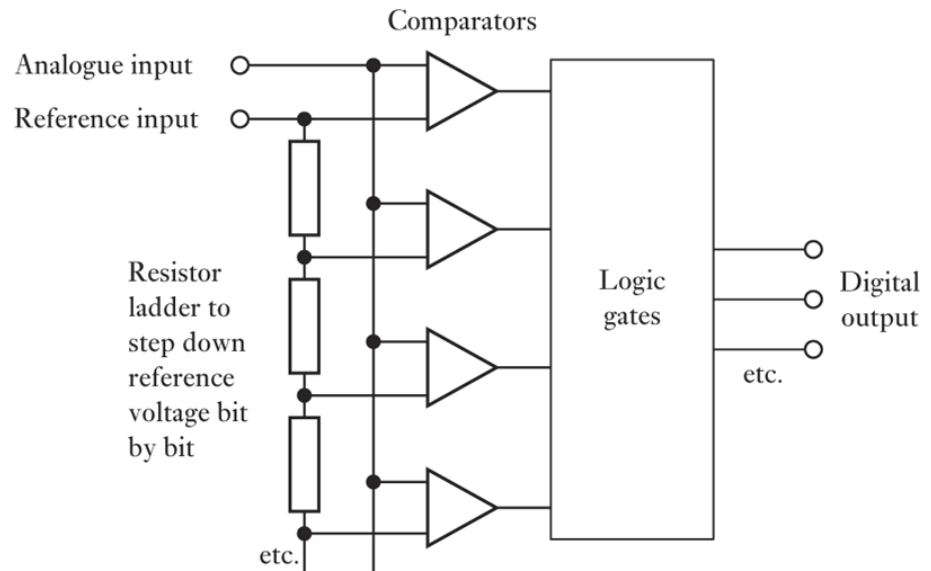 Comparators
Analogue input
Reference input
Resistor
ladder to
step down
reference
voltage bit
by bit
etc.
Logic
gates
Digital
output
etc.